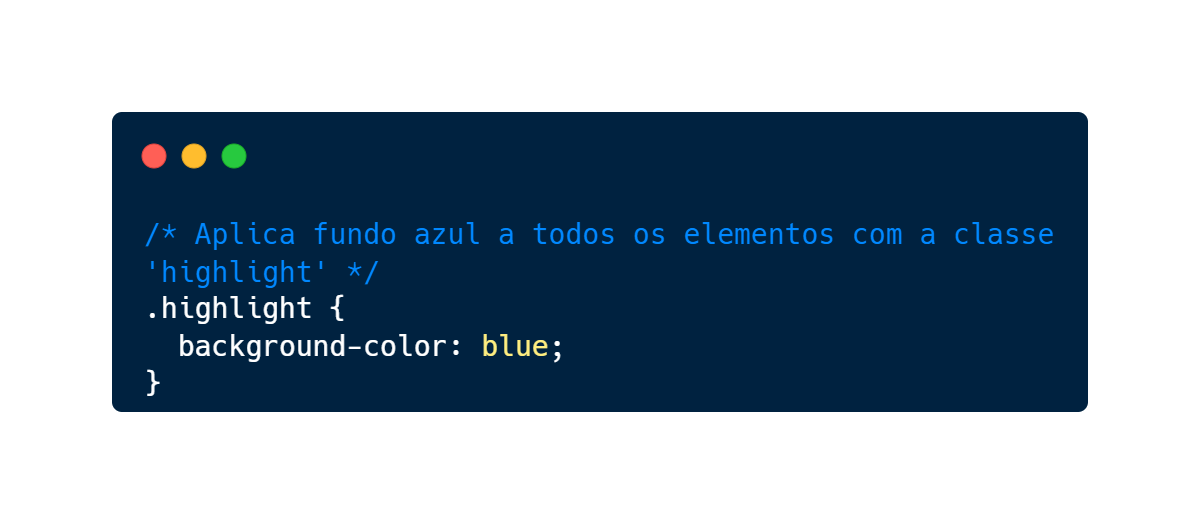 /* Aplica fundo azul a todos os elementos com a classe
'highlight' */
.highlight {
  background-color: blue;
}